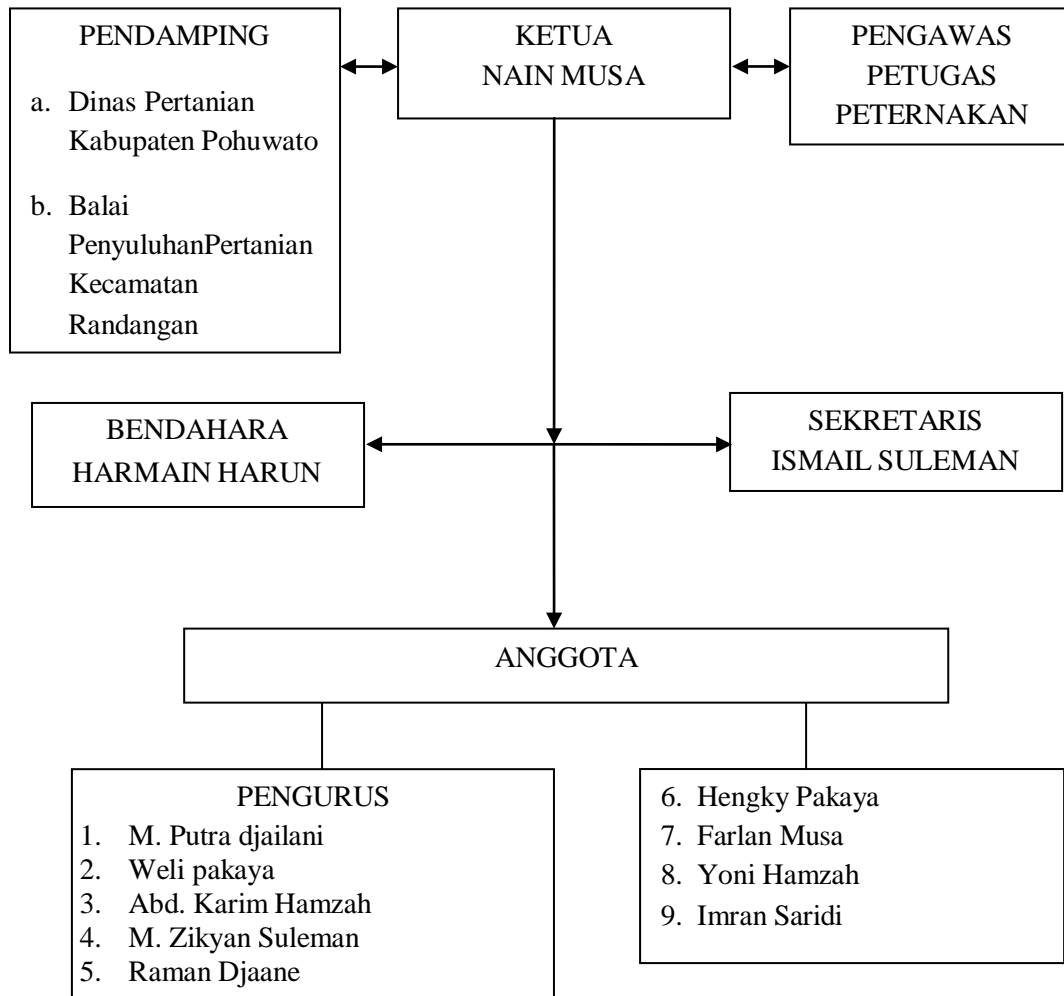 PENDAMPING
a. Dinas Pertanian
Kabupaten Pohuwato
b. Balai
PenyuluhanPertanian
Kecamatan
Randangan
KETUA
NAIN MUSA
PENGAWAS
PETUGAS
PETERNAKAN
BENDAHARA
HARMAIN HARUN
SEKRETARIS
ISMAIL SULEMAN
ANGGOTA
PENGURUS
1. M. Putra djailani
2. Weli pakaya
3. Abd. Karim Hamzah
4. M. Zikyan Suleman
5. Raman Djaane
6. Hengky Pakaya
7. Farlan Musa
8. Yoni Hamzah
9. Imran Saridi